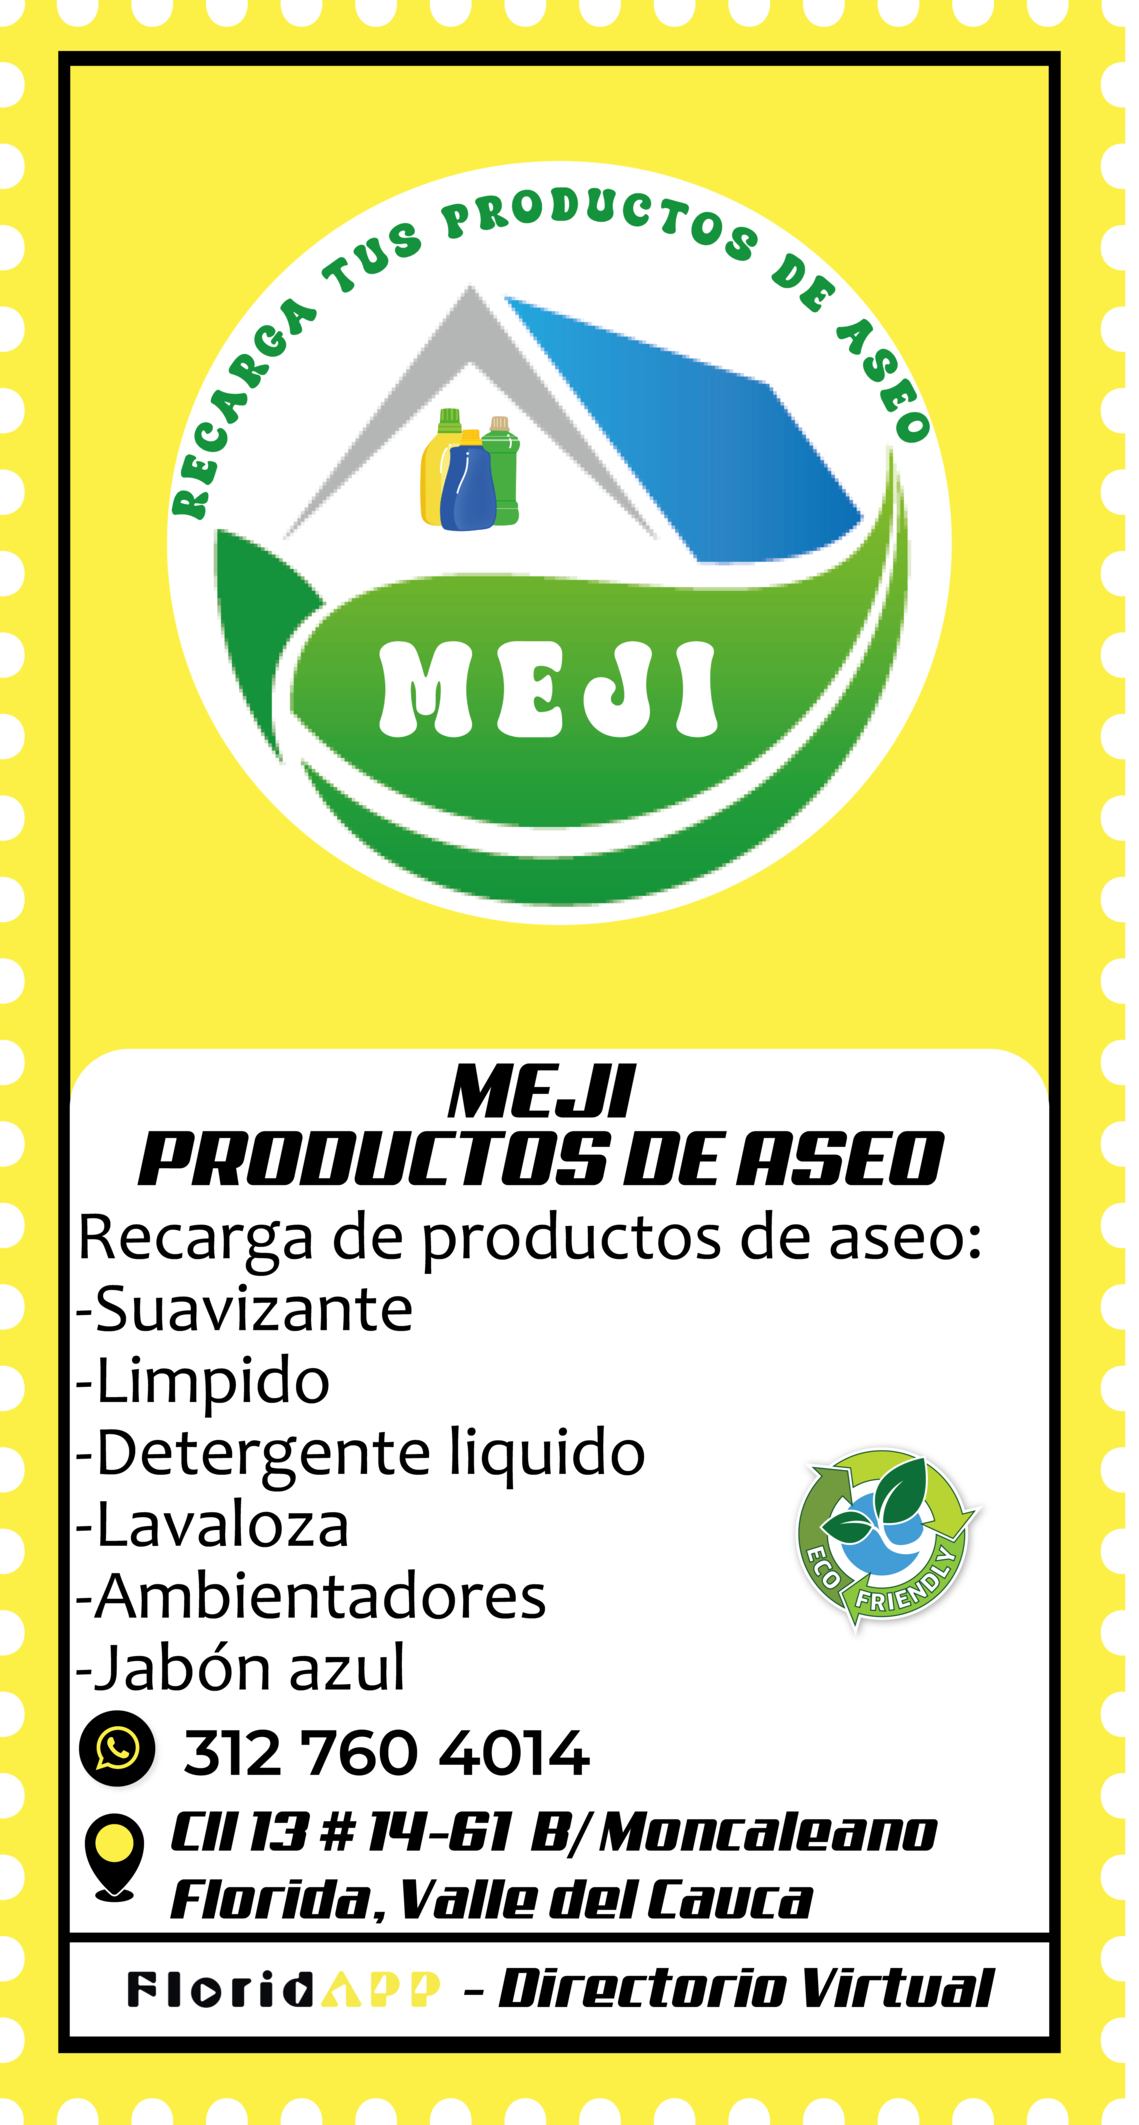 RECARGA TUS PRODUCTOS DE ASEO
MEJI
MEJI
PRODUCTOS DE ASEO
Recarga de productos de aseo:
-Suavizante
-Limpido
-Detergente liquido
-Lavaloza
-Ambientadores
-Jabón azul
ECO FRIENDLY
312 760 4014
Cll 13 # 14-61 B/Moncaleano
Florida, Valle del Cauca
FloridAPP - Directorio Virtual